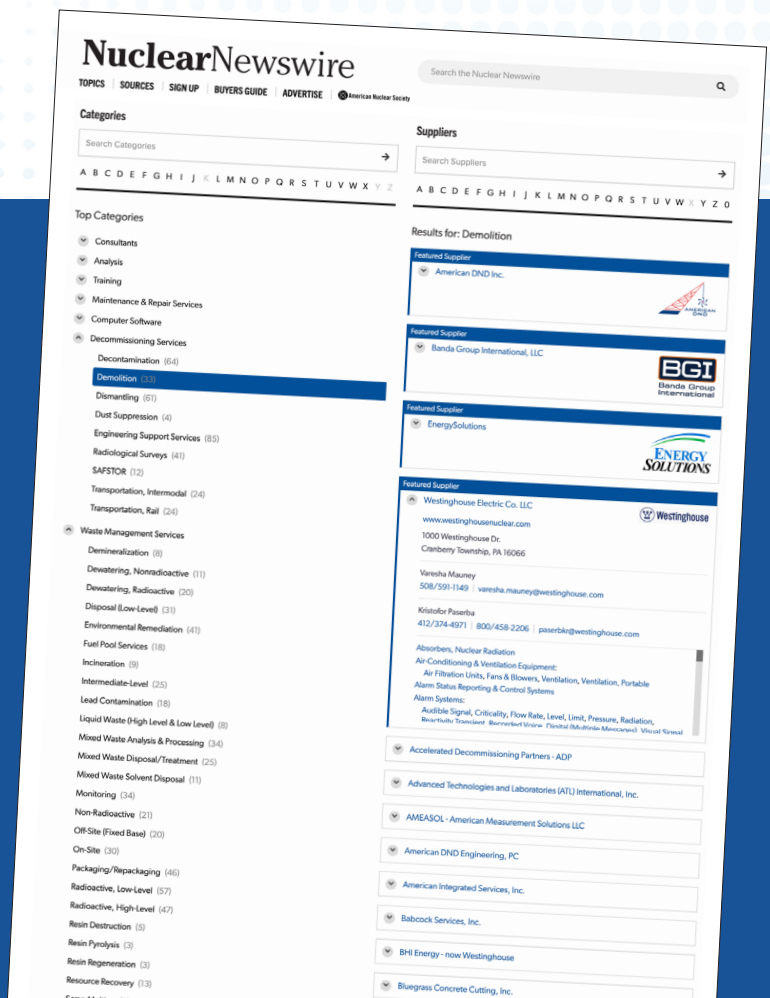 NuclearNewswire
Search the Nuclear Newswire
TOPICS | SOURCES | SIGN UP | BUYERS GUIDE | ADVERTISE | American Nuclear Society
Categories
Search Categories
A B C D E F G H I J K L M N O P Q R S T U V W X Y Z
Top Categories
Consultants
Analysis
Training
Maintenance & Repair Services
Computer Software
Decommissioning Services
Decontamination (64)
Demolition (33)
Dismantling (61)
Dust Suppression (4)
Engineering Support Services (85)
Radiological Surveys (41)
SAFSTOR (12)
Transportation, Intermodal (24)
Transportation, Rail (24)
Waste Management Services
Demineralization (8)
Dewatering, Nonradioactive (11)
Dewatering, Radioactive (20)
Disposal (Low-Level) (31)
Environmental Remediation (41)
Fuel Pool Services (18)
Incineration (9)
Intermediate-Level (25)
Lead Contamination (18)
Liquid Waste (High Level & Low Level) (8)
Mixed Waste Analysis & Processing (34)
Mixed Waste Disposal/Treatment (25)
Mixed Waste Solvent Disposal (11)
Monitoring (34)
Non-Radioactive (21)
Off-Site (Fixed Base) (20)
On-Site (30)
Packaging/Repackaging (46)
Radioactive, Low-Level (57)
Radioactive, High-Level (47)
Resin Destruction (5)
Resin Pyrolysis (3)
Resin Regeneration (3)
Resource Recovery (13)
Suppliers
Search Suppliers
A B C D E F G H I J K L M N O P Q R S T U V W X Y Z 0
Results for: Demolition
Featured Supplier
American DND Inc.
AMERICAN
DND
Featured Supplier
Banda Group International, LLC
BGI
Banda Group
International
Featured Supplier
EnergySolutions
ENERGY
SOLUTIONS
Featured Supplier
Westinghouse Electric Co. LLC
Westinghouse
www.westinghousenuclear.com
1000 Westinghouse Dr.
Cranberry Township, PA 16066
Varesha Mauney
508/591-1149 | varesha.mauney@westinghouse.com
Kristofor Paserba
412/374-4971 | 800/458-2206 | paserbkr@westinghouse.com
Absorbers, Nuclear Radiation
Air-Conditioning & Ventilation Equipment:
Air Filtration Units, Fans & Blowers, Ventilation, Ventilation, Portable
Alarm Status Reporting & Control Systems
Alarm Systems:
Audible Signal, Criticality, Flow Rate, Level, Limit, Pressure, Radiation,
Reactivity Transient, Recorded Voice, Digital (Multiple Messages), Visual Signal
Accelerated Decommissioning Partners - ADP
Advanced Technologies and Laboratories (ATL) International, Inc.
AMEASOL - American Measurement Solutions LLC
American DND Engineering, PC
American Integrated Services, Inc.
Babcock Services, Inc.
BHI Energy - now Westinghouse
Bluegrass Concrete Cutting, Inc.